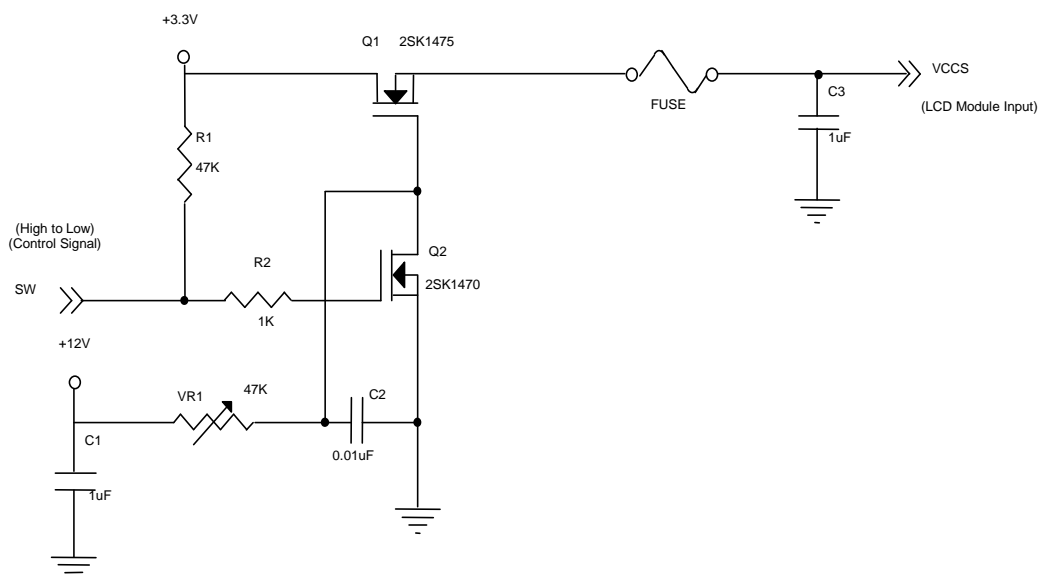 +3.3V
Q1 2SK1475
VCCS
FUSE
C3
(LCD Module Input)
1uF
R1
47K
(High to Low)
(Control Signal)
Q2
R2
SW
2SK1470
1K
+12V
VR1
47K
C2
C1
0.01uF
1uF